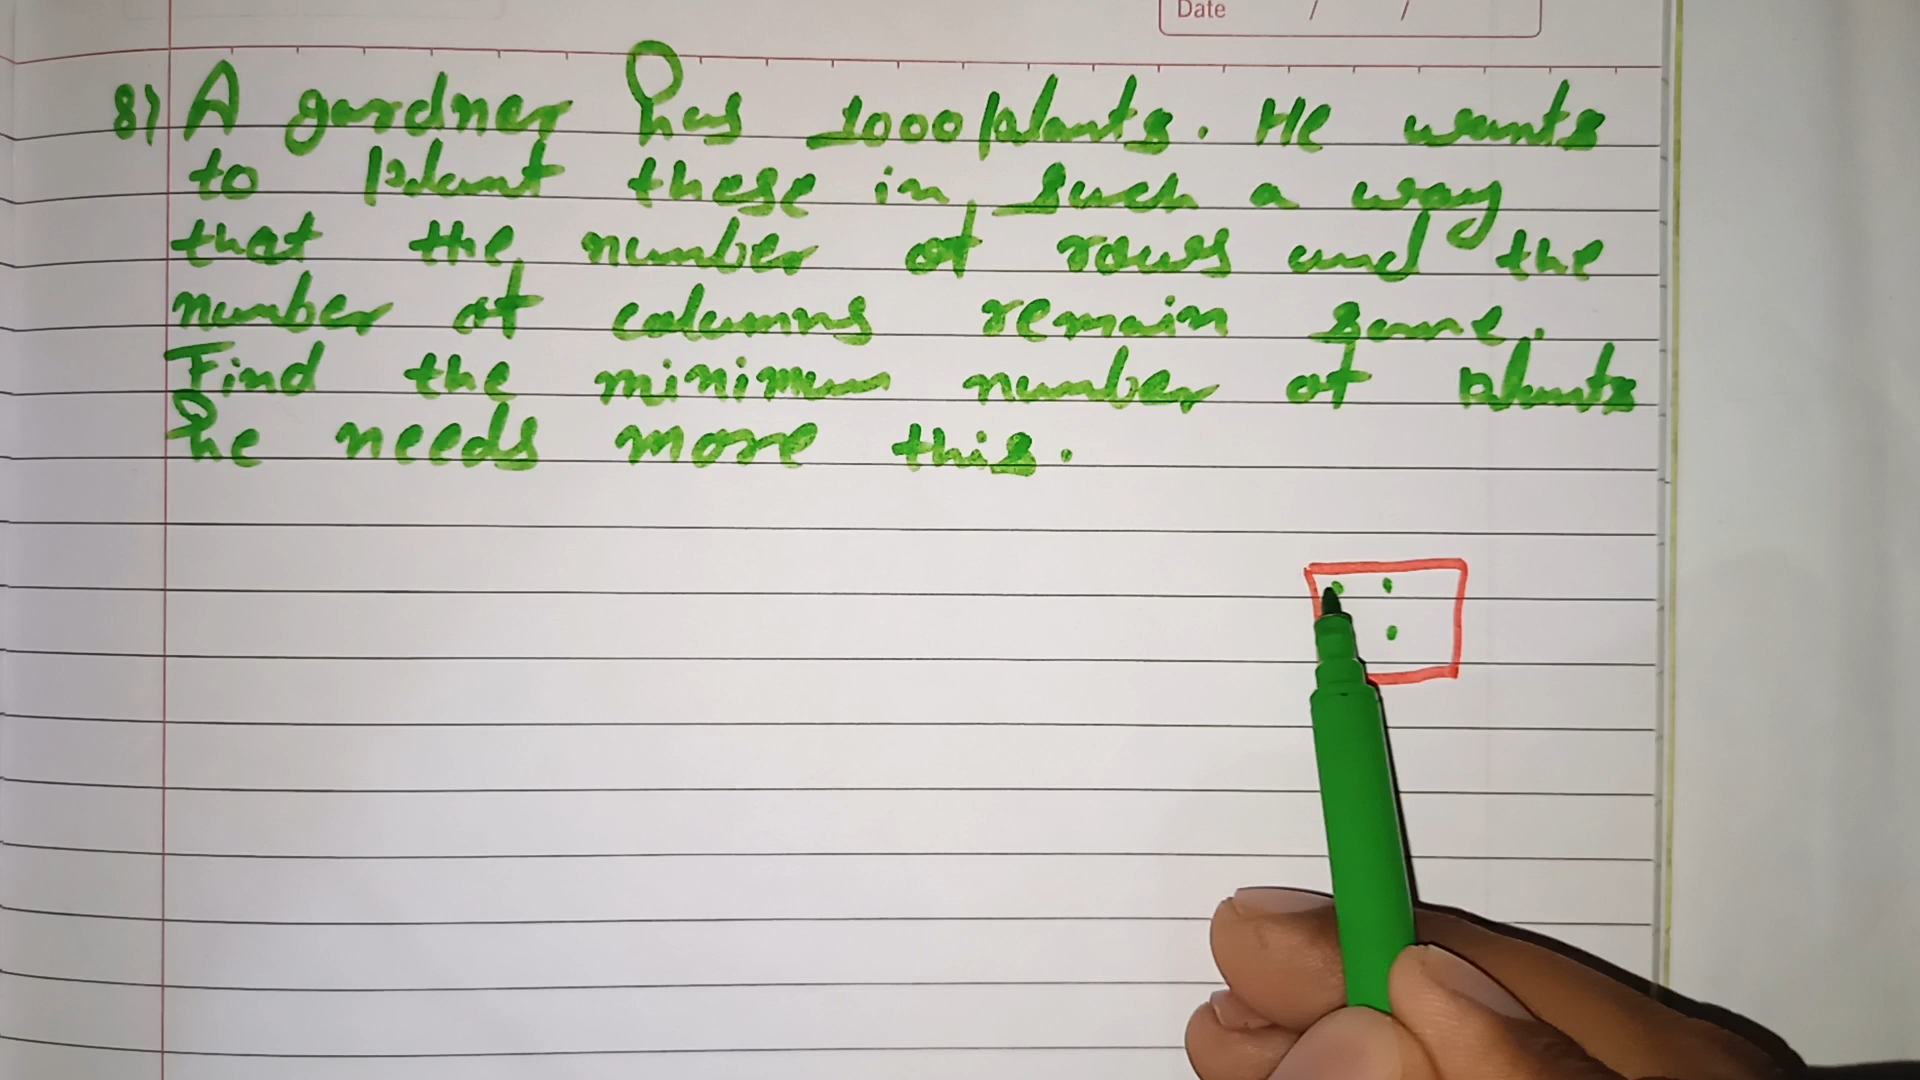 Date / /
8) A gardner has 1000 plants. He wants
to plant these in such a way
that the number of rows and the
number of columns remain same.
Find the minimum number of plants
he needs more this.